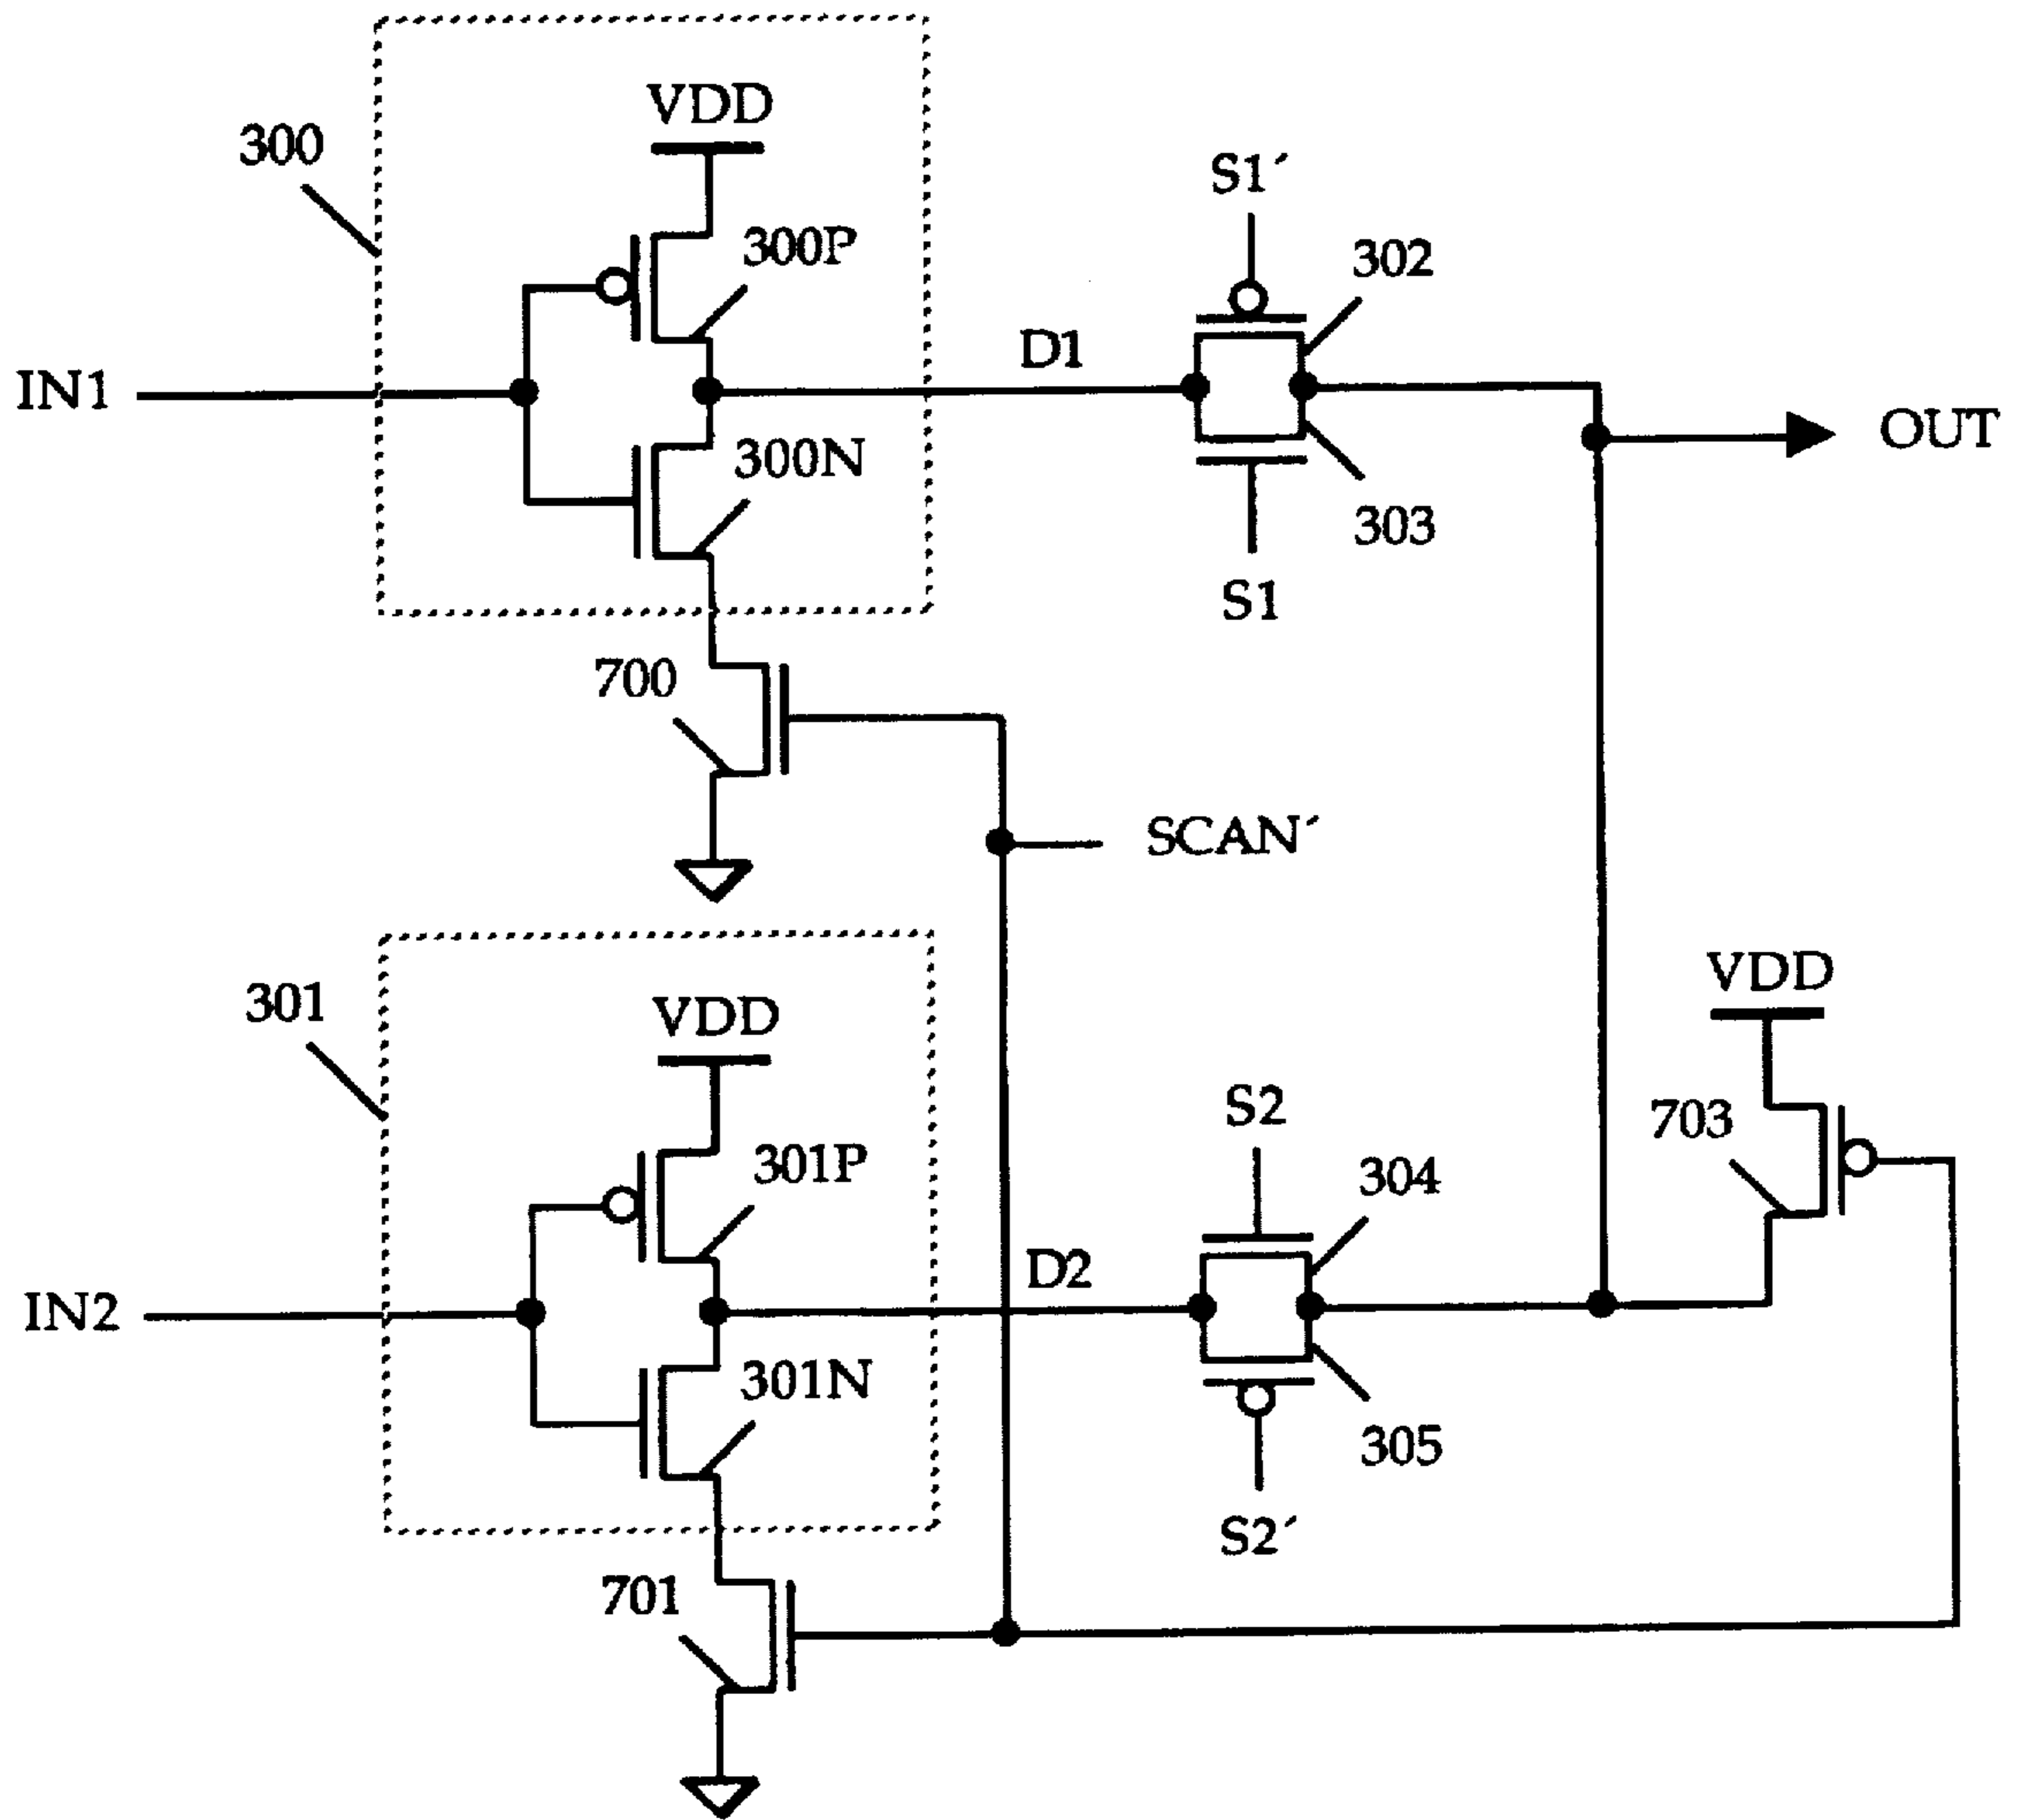 VDD
300
S1´
300P
302
D1
IN1
OUT
300N
303
S1
700
SCAN´
VDD
301
VDD
S2
703
301P
304
D2
IN2
301N
305
S2´
701